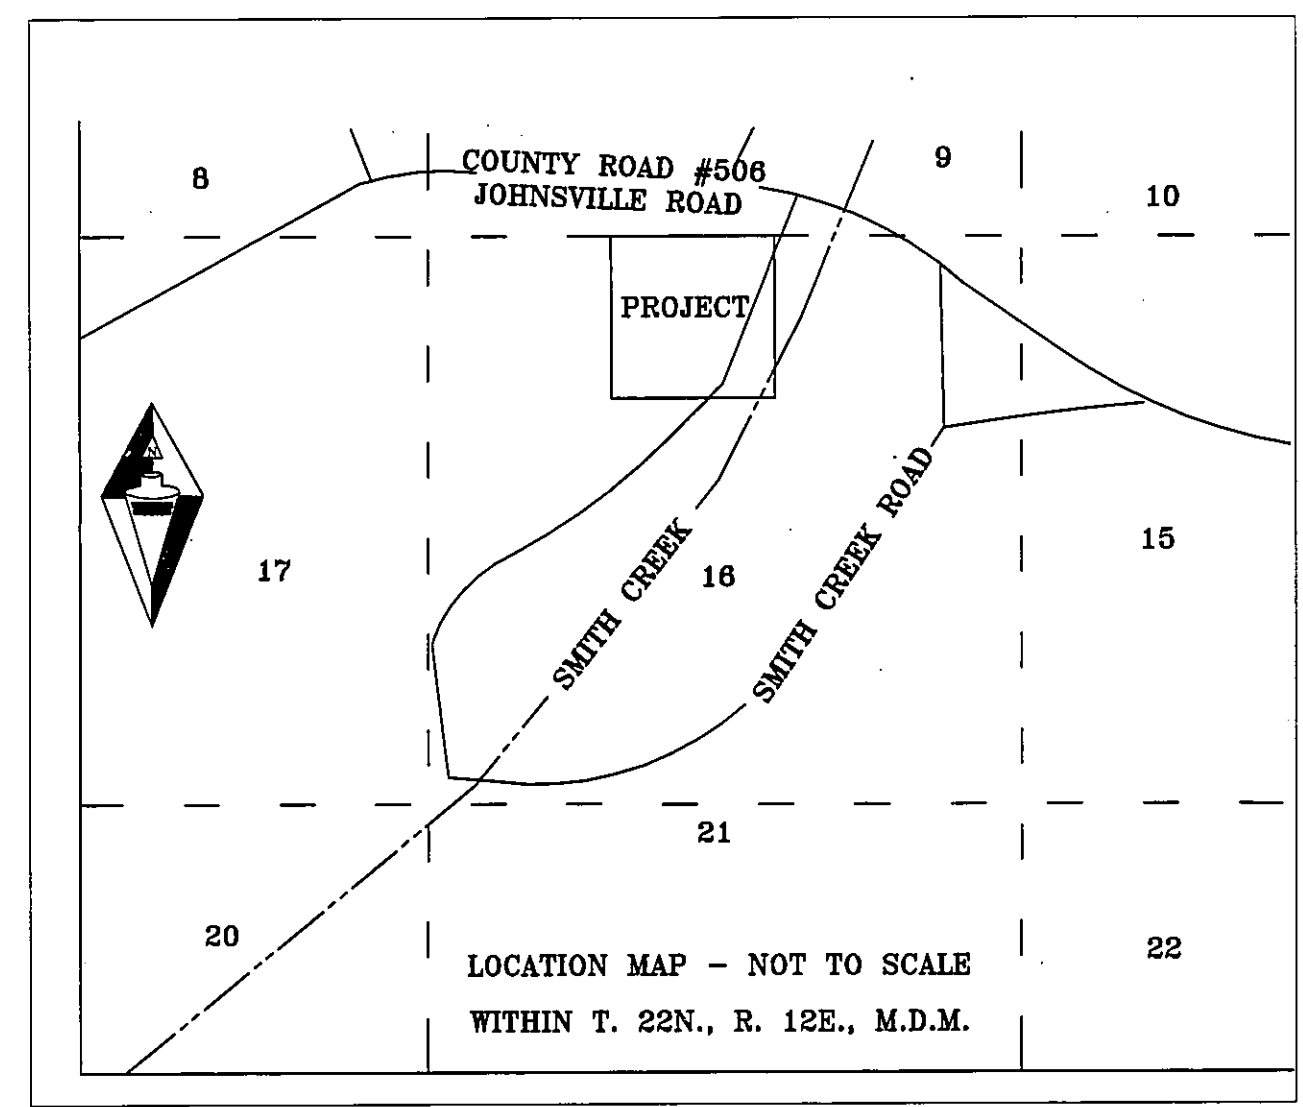 8
COUNTY ROAD #506
JOHNSVILLE ROAD
9
10
PROJECT
N
17
SMITH CREEK
16
SMITH CREEK ROAD
15
21
20
22
LOCATION MAP - NOT TO SCALE
WITHIN T. 22N., R. 12E., M.D.M.